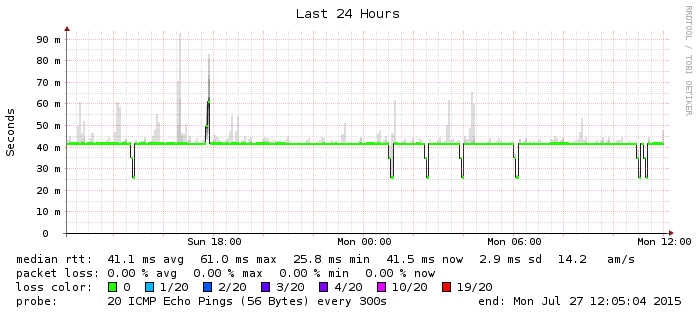 Last 24 Hours
RRDTOOL / TOBI OETIKER
Seconds
90 m
80 m
70 m
60 m
50 m
40 m
30 m
20 m
10 m
0
Sun 18:00 Mon 00:00 Mon 06:00 Mon 12:00
median rtt: 41.1 ms avg 61.0 ms max 25.8 ms min 41.5 ms now 2.9 ms sd 14.2 am/s
packet loss: 0.00 % avg 0.00 % max 0.00 % min 0.00 % now
loss color: 0 1/20 2/20 3/20 4/20 10/20 19/20
probe: 20 ICMP Echo Pings (56 Bytes) every 300s end: Mon Jul 27 12:05:04 2015